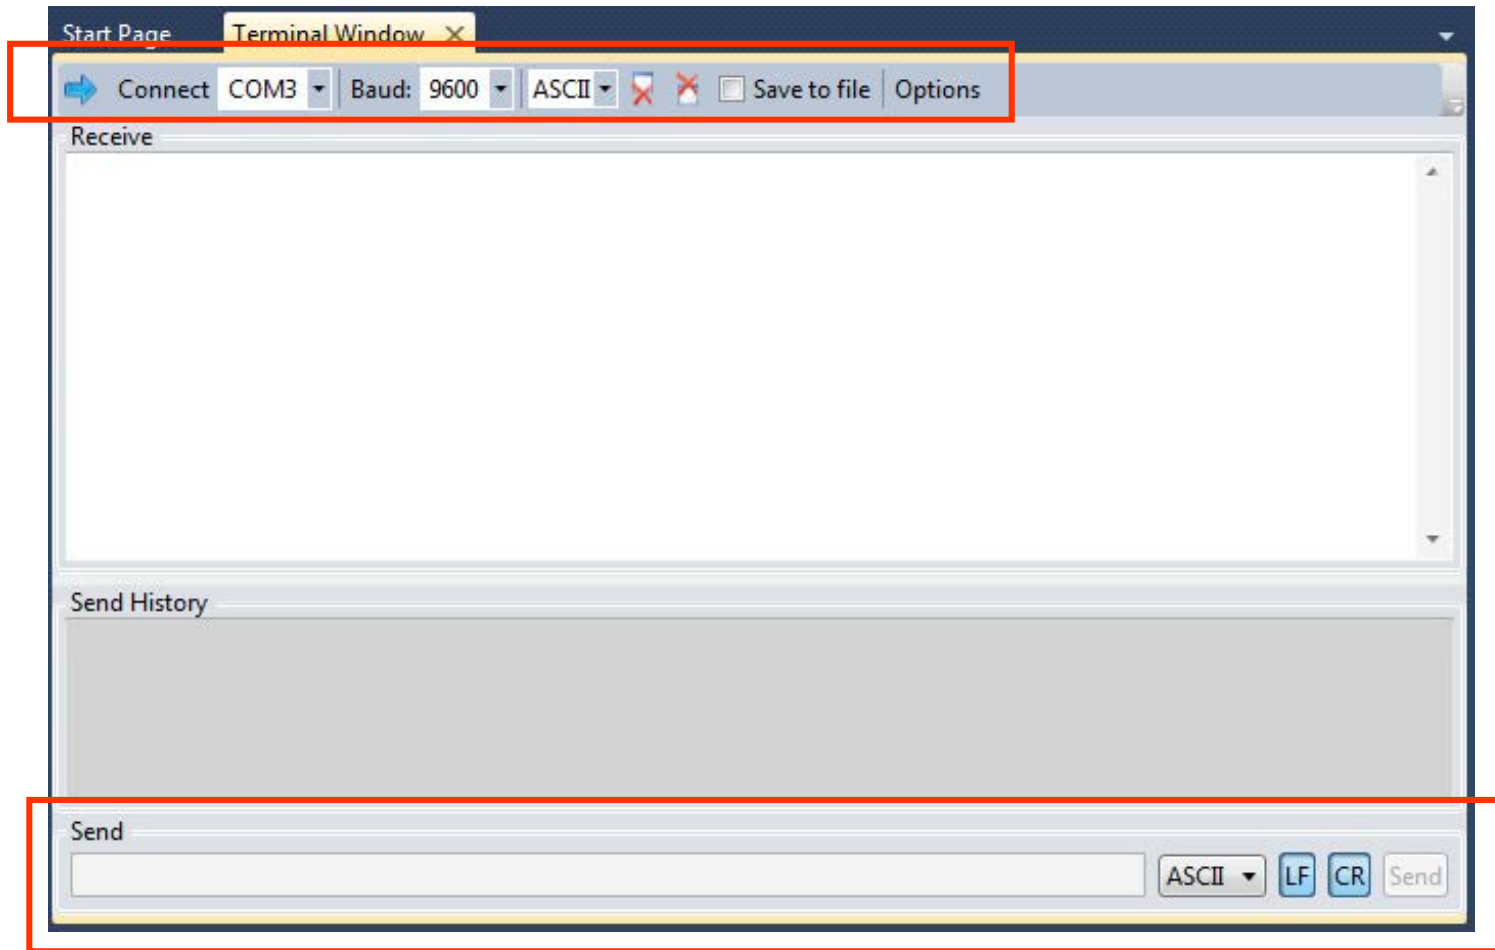 Start Page Terminal Window
Connect COM3 Baud: 9600 ASCII Save to file Options
Receive
Send History
Send
ASCII LF CR Send